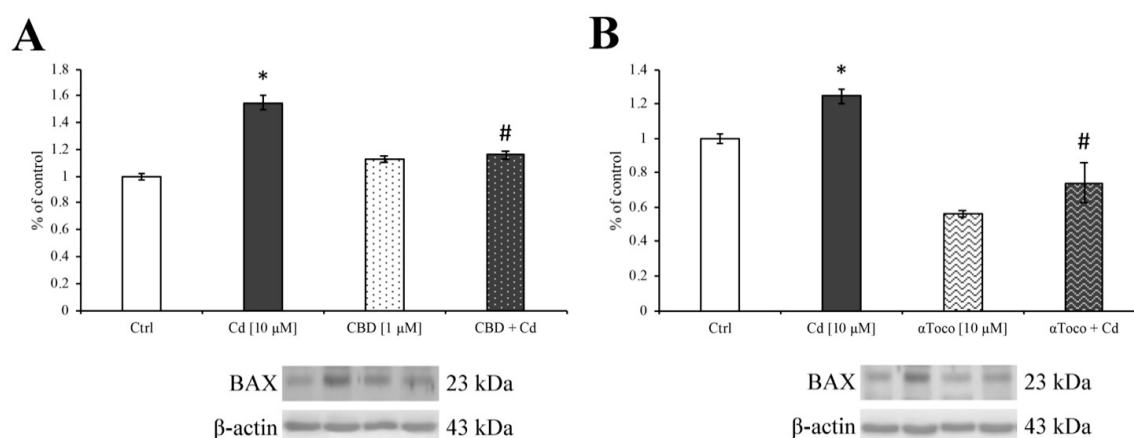 A
% of control
1.8
1.6
1.4
1.2
1
0.8
0.6
0.4
0.2
0
*
#
Ctrl
Cd [10 µM]
CBD [1 µM]
CBD + Cd
BAX
23 kDa
β-actin
43 kDa
B
% of control
1.4
1.2
1
0.8
0.6
0.4
0.2
0
*
#
Ctrl
Cd [10 µM]
αToco [10 µM]
αToco + Cd
BAX
23 kDa
β-actin
43 kDa